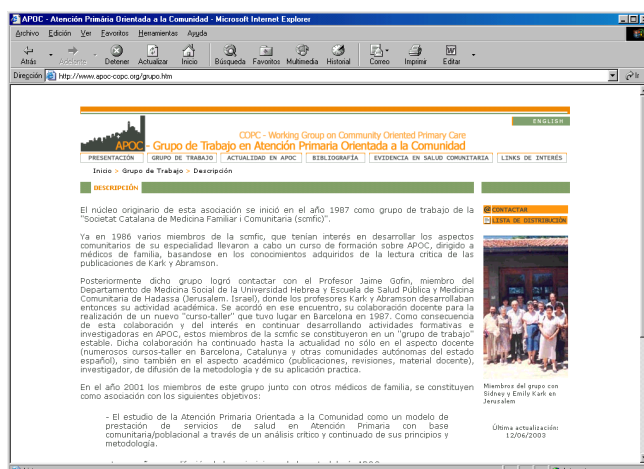 APOC - Atención Primária Orientada a la Comunidad - Microsoft Internet Explorer
Archivo Edición Ver Favoritos Herramientas Ayuda
Atrás Adelante Detener Actualizar Inicio Búsqueda Favoritos Multimedia Historial Correo Imprimir Editar
Dirección http://www.apoc-copc.org/grupo.htm Ir
ENGLISH
COPC - Working Group on Community Oriented Primary Care
APOC - Grupo de Trabajo en Atención Primaria Orientada a la Comunidad
PRESENTACIÓN GRUPO DE TRABAJO ACTUALIDAD EN APOC BIBLIOGRAFÍA EVIDENCIA EN SALUD COMUNITARIA LINKS DE INTERÉS
Inicio > Grupo de Trabajo > Descripción
DESCRIPCIÓN
El núcleo originario de esta asociación se inició en el año 1987 como grupo de trabajo de la
"Societat Catalana de Medicina Familiar i Comunitaria (scmfic)".
Ya en 1986 varios miembros de la scmfic, que tenían interés en desarrollar los aspectos
comunitarios de su especialidad llevaron a cabo un curso de formación sobre APOC, dirigido a
médicos de familia, basandose en los conocimientos adquiridos de la lectura critica de las
publicaciones de Kark y Abramson.
Posteriormente dicho grupo logró contactar con el Profesor Jaime Gofin, miembro del
Departamento de Medicina Social de la Universidad Hebrea y Escuela de Salud Pública y Medicina
Comunitaria de Hadassa (Jerusalem. Israel), donde los profesores Kark y Abramson desarrollaban
entonces su actividad académica. Se acordó en ese encuentro, su colaboración docente para la
realización de un nuevo "curso-taller" que tuvo lugar en Barcelona en 1987. Como consecuencia
de esta colaboración y del interés en continuar desarrollando actividades formativas e
investigadoras en APOC, estos miembros de la scmfic se constituyeron en un "grupo de trabajo"
estable. Dicha colaboración ha continuado hasta la actualidad no sólo en el aspecto docente
(numerosos cursos-taller en Barcelona, Catalunya y otras comunidades autónomas del estado
español), sino también en el aspecto académico (publicaciones, revisiones, material docente),
investigador, de difusión de la metodología y de su aplicación practica.
En el año 2001 los miembros de este grupo junto con otros médicos de familia, se constituyen
como asociación con los siguientes objetivos:
- El estudio de la Atención Primaria Orientada a la Comunidad como un modelo de
prestación de servicios de salud en Atención Primaria con base
comunitaria/poblacional a través de un análisis crítico y continuado de sus principios y
metodología.
@ CONTACTAR
LISTA DE DISTRIBUCIÓN
Miembros del grupo con
Sidney y Emily Kark en
Jerusalem
Última actualización:
12/06/2003